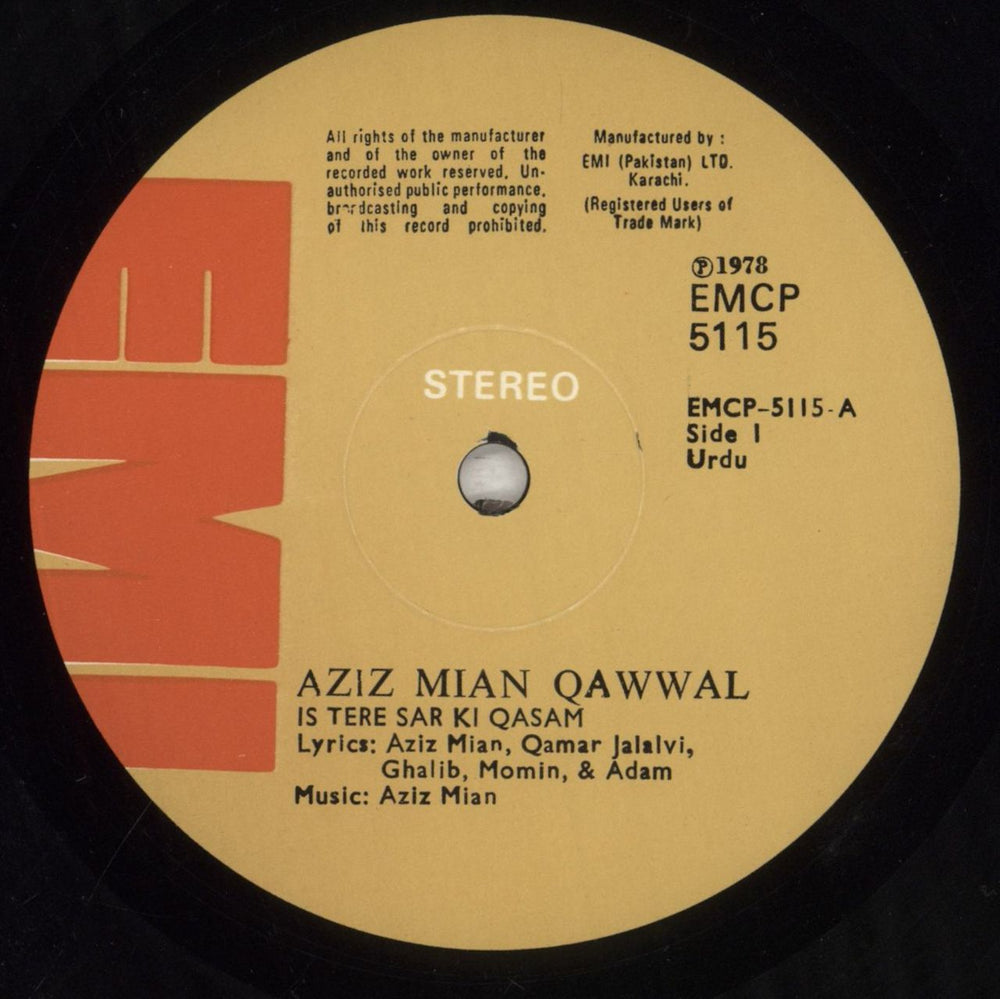 All rights of the manufacturer
and of the owner of the
recorded work reserved. Un-
authorised public performance,
brordcasting and copying
of this record prohibited.
Manufactured by :
EMI (Pakistan) LTD.
Karachi.
(Registered Users of
Trade Mark)
Ⓟ1978
EMCP
5115
EMI
STEREO
EMCP-5115-A
Side 1
Urdu
AZIZ MIAN QAWWAL
IS TERE SAR KI QASAM
Lyrics: Aziz Mian, Qamar Jalalvi,
Ghalib, Momin, & Adam
Music: Aziz Mian